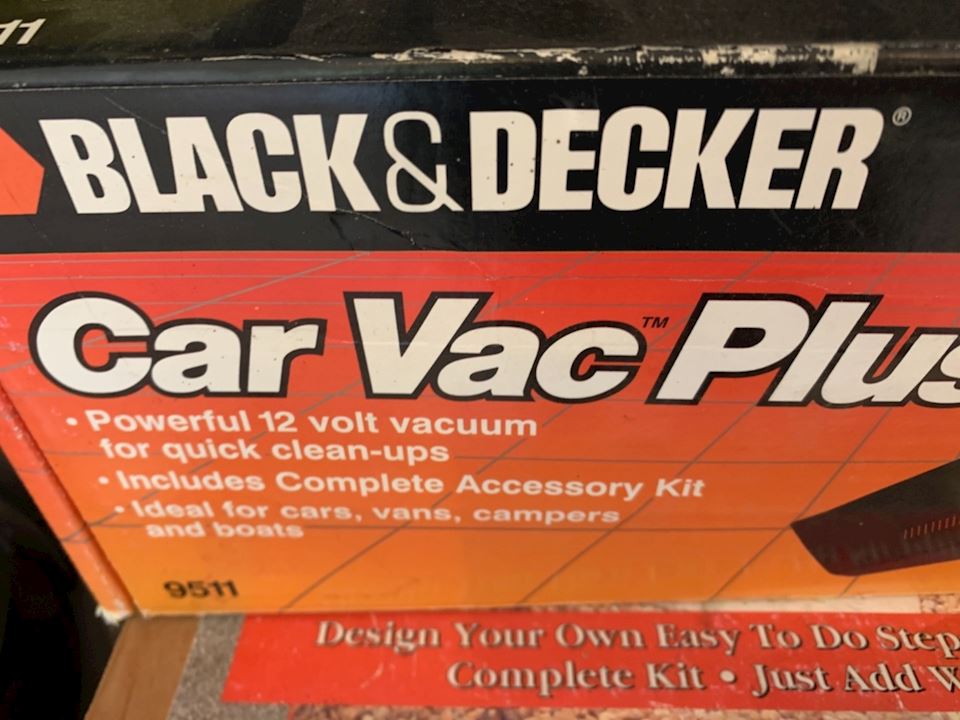 11
BLACK&DECKER®
Car Vac™ Plus
• Powerful 12 volt vacuum
for quick clean-ups
• Includes Complete Accessory Kit
• Ideal for cars, vans, campers
and boats
9511
Design Your Own Easy To Do Step
Complete Kit • Just Add W